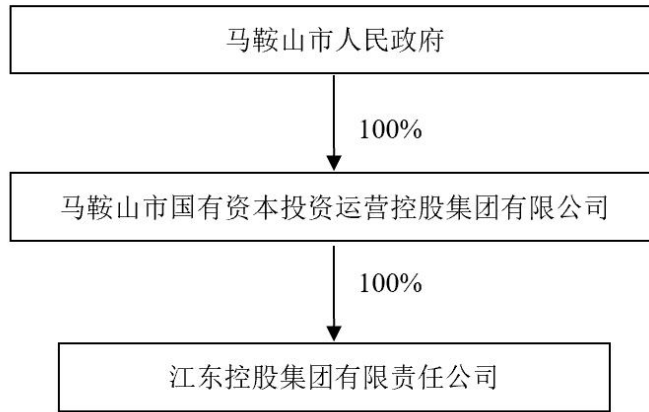 马鞍山市人民政府
100%
马鞍山市国有资本投资运营控股集团有限公司
100%
江东控股集团有限责任公司